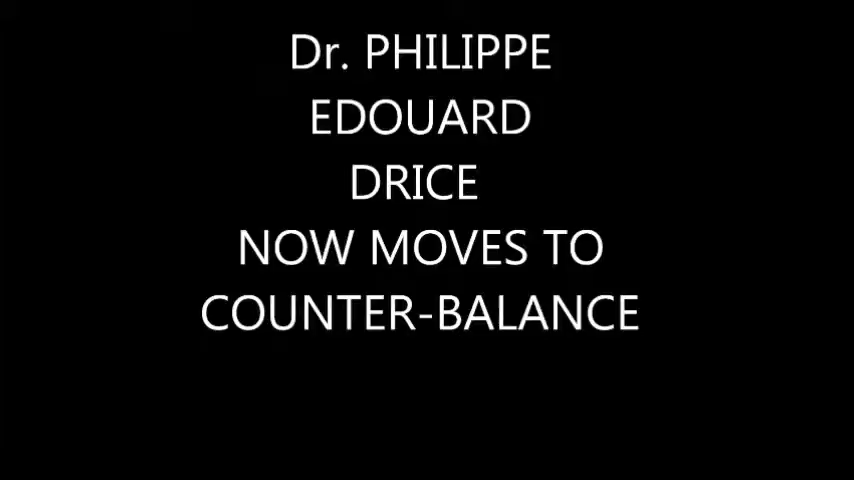 Dr. PHILIPPE
EDOUARD
DRICE
NOW MOVES TO
COUNTER-BALANCE